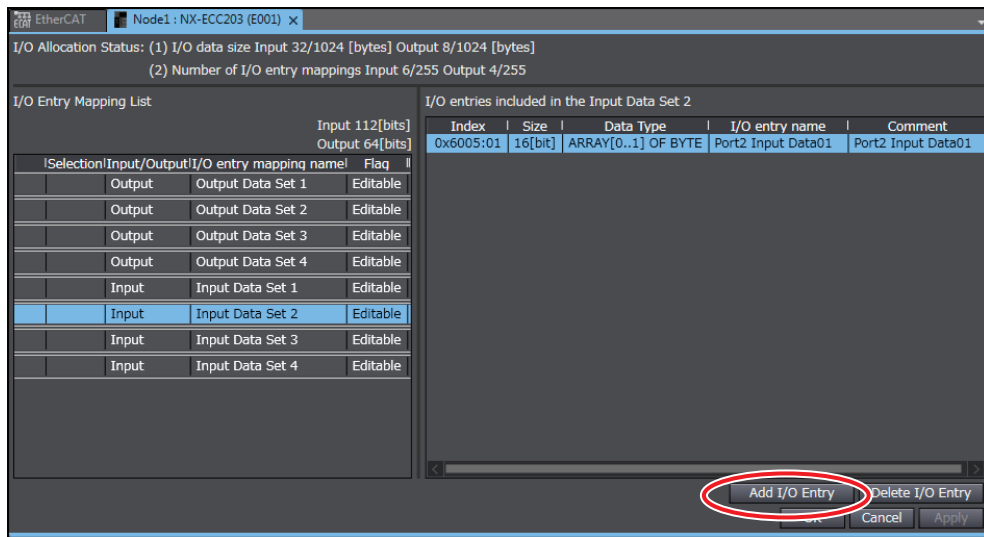 EtherCAT Node1 : NX-ECC203 (E001)
I/O Allocation Status: (1) I/O data size Input 32/1024 [bytes] Output 8/1024 [bytes]
(2) Number of I/O entry mappings Input 6/255 Output 4/255
I/O Entry Mapping List
Input 112[bits]
Output 64[bits]
Selection Input/Output I/O entry mapping name Flag
Output Output Data Set 1 Editable
Output Output Data Set 2 Editable
Output Output Data Set 3 Editable
Output Output Data Set 4 Editable
Input Input Data Set 1 Editable
Input Input Data Set 2 Editable
Input Input Data Set 3 Editable
Input Input Data Set 4 Editable
I/O entries included in the Input Data Set 2
Index Size Data Type I/O entry name Comment
0x6005:01 16[bit] ARRAY[0..1] OF BYTE Port2 Input Data01 Port2 Input Data01
Add I/O Entry Delete I/O Entry
Cancel Apply